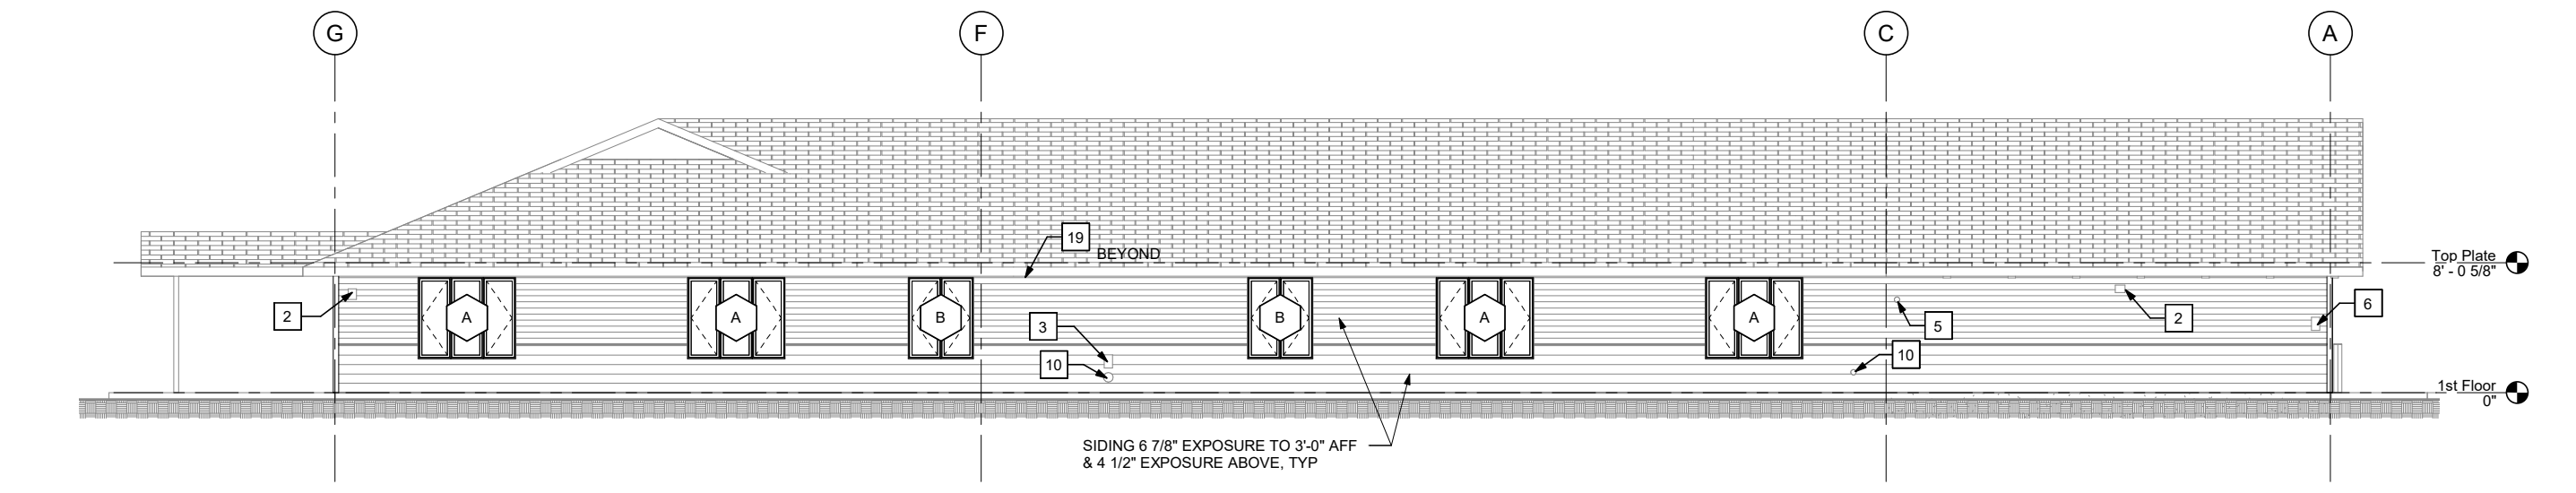 G
F
C
A
19
BEYOND
Top Plate
8' - 0 5/8"
2
A
A
B
3
10
B
A
A
5
2
6
10
1st Floor
0"
SIDING 6 7/8" EXPOSURE TO 3'-0" AFF
& 4 1/2" EXPOSURE ABOVE, TYP